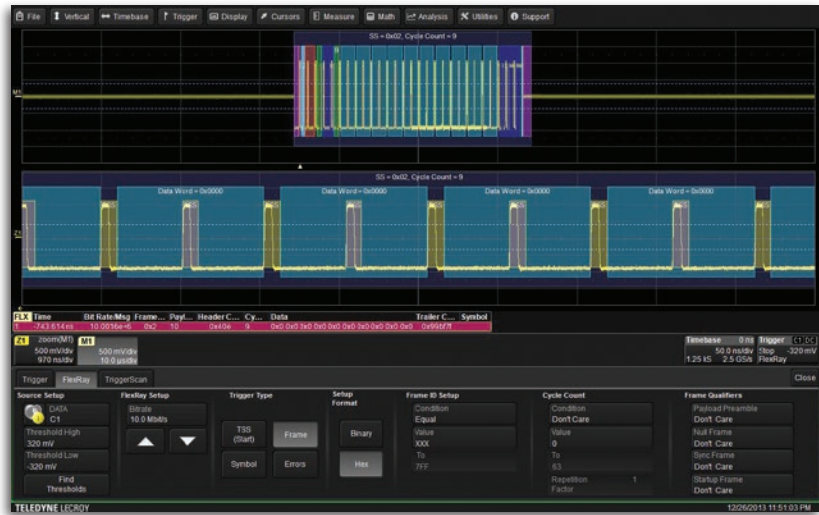 File Vertical Timebase Trigger Display Cursors Measure Math Analysis Utilities Support
SS = 0x02, Cycle Count = 9
M1
SS = 0x02, Cycle Count = 9
Data Word = 0x0000 Data Word = 0x0000 Data Word = 0x0000 Data Word = 0x0000
Z1
FLX Time Bit Rate/Msg Frame... Payl... Header C... Cy... Data Trailer C... Symbol
1 -743.614 ns 10.0016e+6 0x2 10 0x40e 9 0x0 0x0 0x0 0x0 0x0 0x0 0x0 0x0 0x0 0x0
Z1 zoom(M1) M1
500 mV/div 500 mV/div
970 ns/div 10.0 µs/div
Timebase 0 ns Trigger C1 DC
50.0 ns/div Stop -320 mV
1.25 kS 2.5 GS/s FlexRay
Trigger FlexRay TriggerScan Close
Source Setup FlexRay Setup Trigger Type Setup Format Frame ID Setup Cycle Count Frame Qualifiers
DATA
C1
Threshold High
320 mV
Threshold Low
-320 mV
Find Thresholds
Bitrate
10.0 Mbit/s
TSS (Start) Frame
Symbol Errors
Binary
Hex
Condition
Equal
Value
XXX
To
7FF
Condition
Don't Care
Value
0
To
63
Repetition Factor 1
Payload Preamble
Don't Care
Null Frame
Don't Care
Sync Frame
Don't Care
Startup Frame
Don't Care
TELEDYNE LECROY 12/26/2013 11:51:03 PM